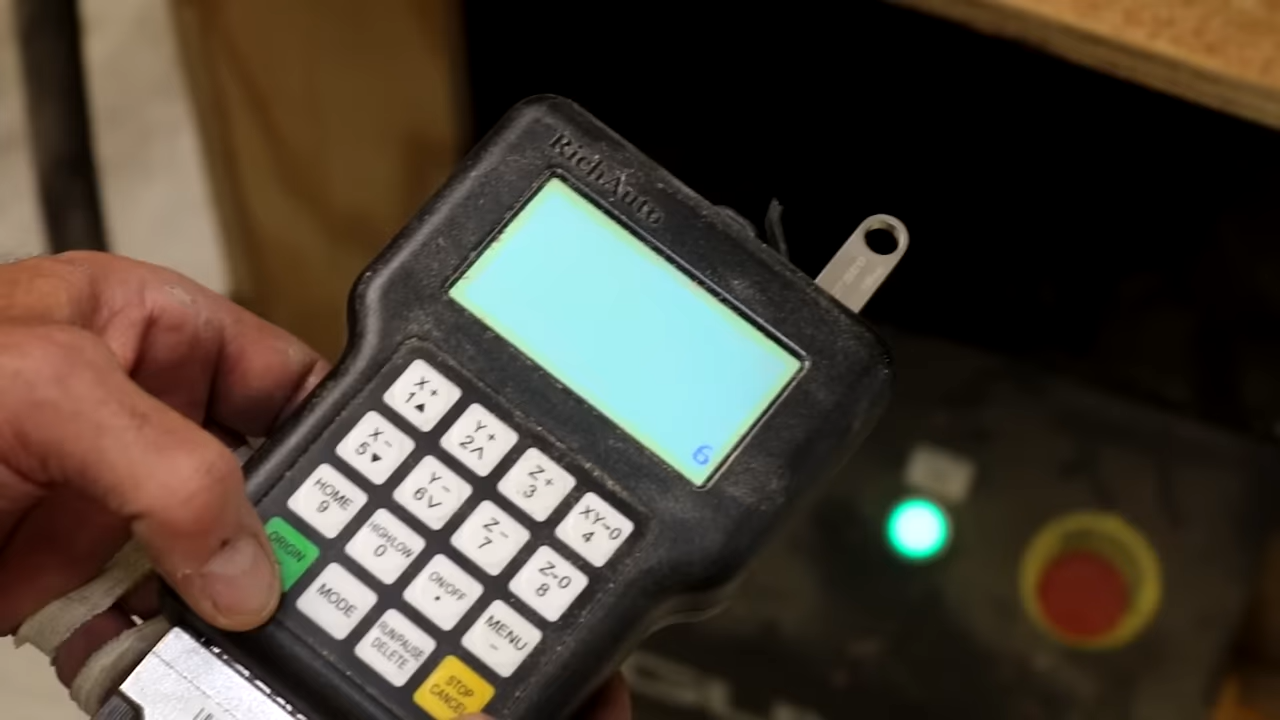 RichAuto
6
X+
1▲
Y+
2∧
Z+
3
XY→0
4
X-
5▼
Y-
6∨
Z-
7
Z→0
8
HOME
9
HIGH/LOW
0
ON/OFF
•
MENU
-
ORIGIN
MODE
RUN/PAUSE
DELETE
STOP
CANCEL